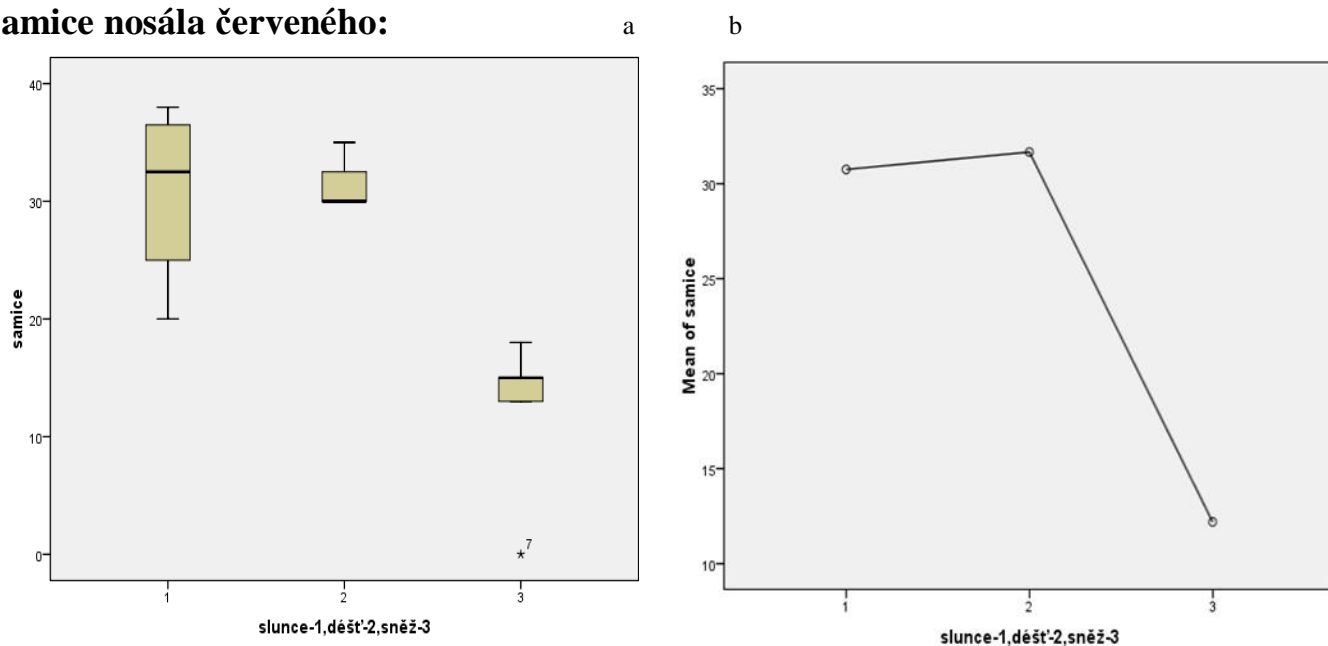 amice nosála červeného:
a
b
40
30
20
10
0
samice
7
1
2
3
slunce-1,déšť-2,sněž-3
35
30
25
20
15
10
Mean of samice
1
2
3
slunce-1,déšť-2,sněž-3